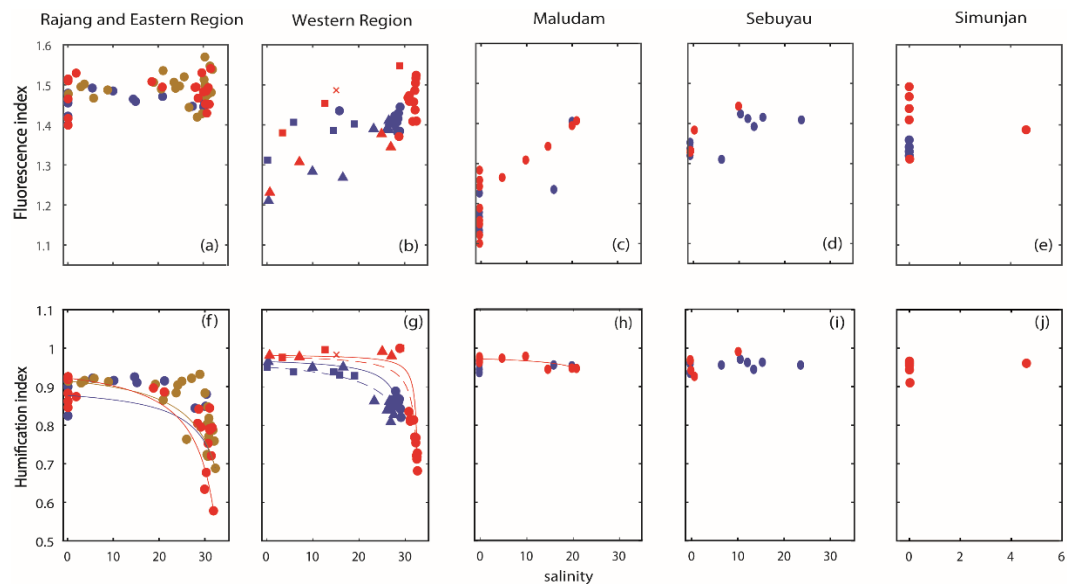 Rajang and Eastern Region Western Region Maludam Sebuyau Simunjan
Fluorescence index
1.6
1.5
1.4
1.3
1.2
1.1
(a) (b) (c) (d) (e)
Humification index
1
0.9
0.8
0.7
0.6
0.5
(f) 1 (g) 1 (h) 1 (i) 1 (j)
0 10 20 30 0 10 20 30 0 10 20 30 0 10 20 30 0 2 4 6
salinity